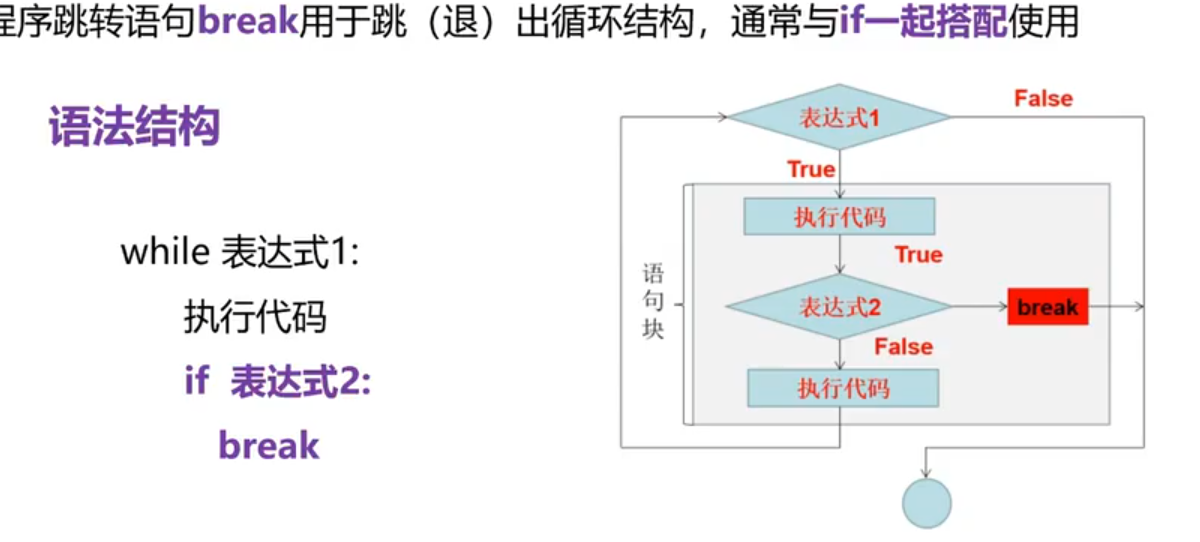 程序跳转语句break用于跳（退）出循环结构，通常与if一起搭配使用
语法结构
while 表达式1:
执行代码
if 表达式2:
break
表达式1
False
True
执行代码
True
语句块
表达式2
break
False
执行代码